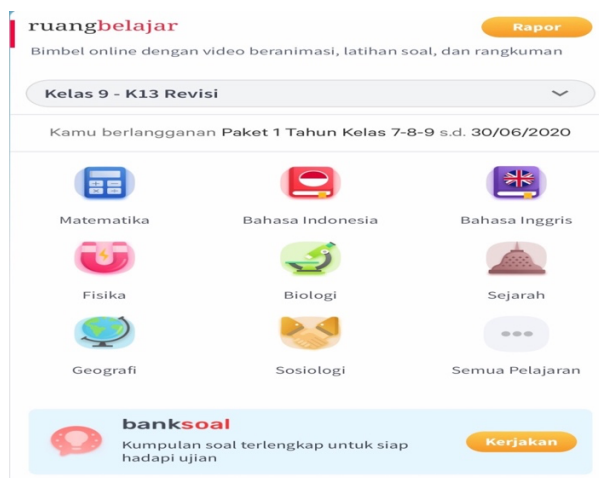 ruangbelajar
Rapor
Bimbel online dengan video beranimasi, latihan soal, dan rangkuman
Kelas 9 - K13 Revisi
Kamu berlangganan Paket 1 Tahun Kelas 7-8-9 s.d. 30/06/2020
Matematika
Bahasa Indonesia
Bahasa Inggris
Fisika
Biologi
Sejarah
Geografi
Sosiologi
Semua Pelajaran
banksoal
Kumpulan soal terlengkap untuk siap
hadapi ujian
Kerjakan